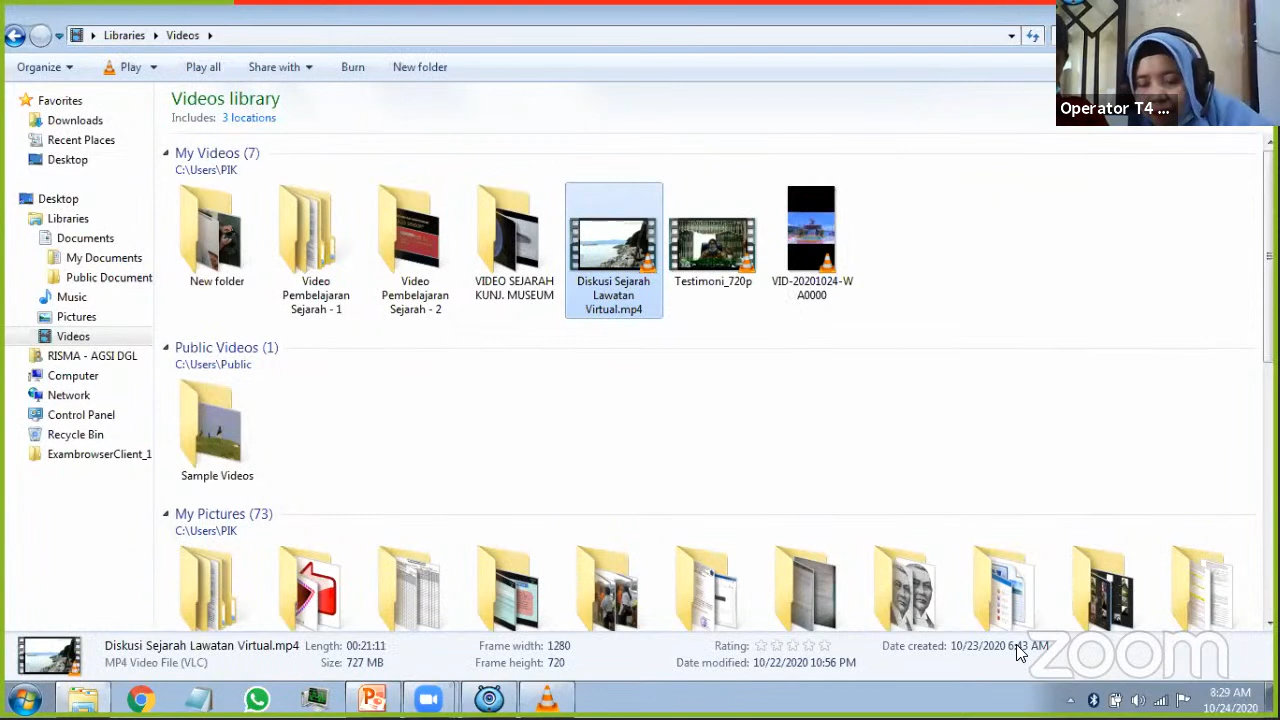 Libraries
Videos
Operator T4 ...
Organize
Play
Play all
Share with
Burn
New folder
Favorites
Downloads
Recent Places
Desktop
Desktop
Libraries
Documents
My Documents
Public Document
Music
Pictures
Videos
RISMA - AGSI DGL
Computer
Network
Control Panel
Recycle Bin
ExambrowserClient_1
Videos library
Includes: 3 locations
My Videos (7)
C:\Users\PIK
New folder
Video
Pembelajaran
Sejarah - 1
Video
Pembelajaran
Sejarah - 2
VIDEO SEJARAH
KUNJ. MUSEUM
Diskusi Sejarah
Lawatan
Virtual.mp4
Testimoni_720p
VID-20201024-W
A0000
Public Videos (1)
C:\Users\Public
Sample Videos
My Pictures (73)
C:\Users\PIK
Diskusi Sejarah Lawatan Virtual.mp4
MP4 Video File (VLC)
Length: 00:21:11
Size: 727 MB
Frame width: 1280
Frame height: 720
Rating:
Date modified: 10/22/2020 10:56 PM
Date created: 10/23/2020 6:43 AM
zoom
8:29 AM
10/24/2020